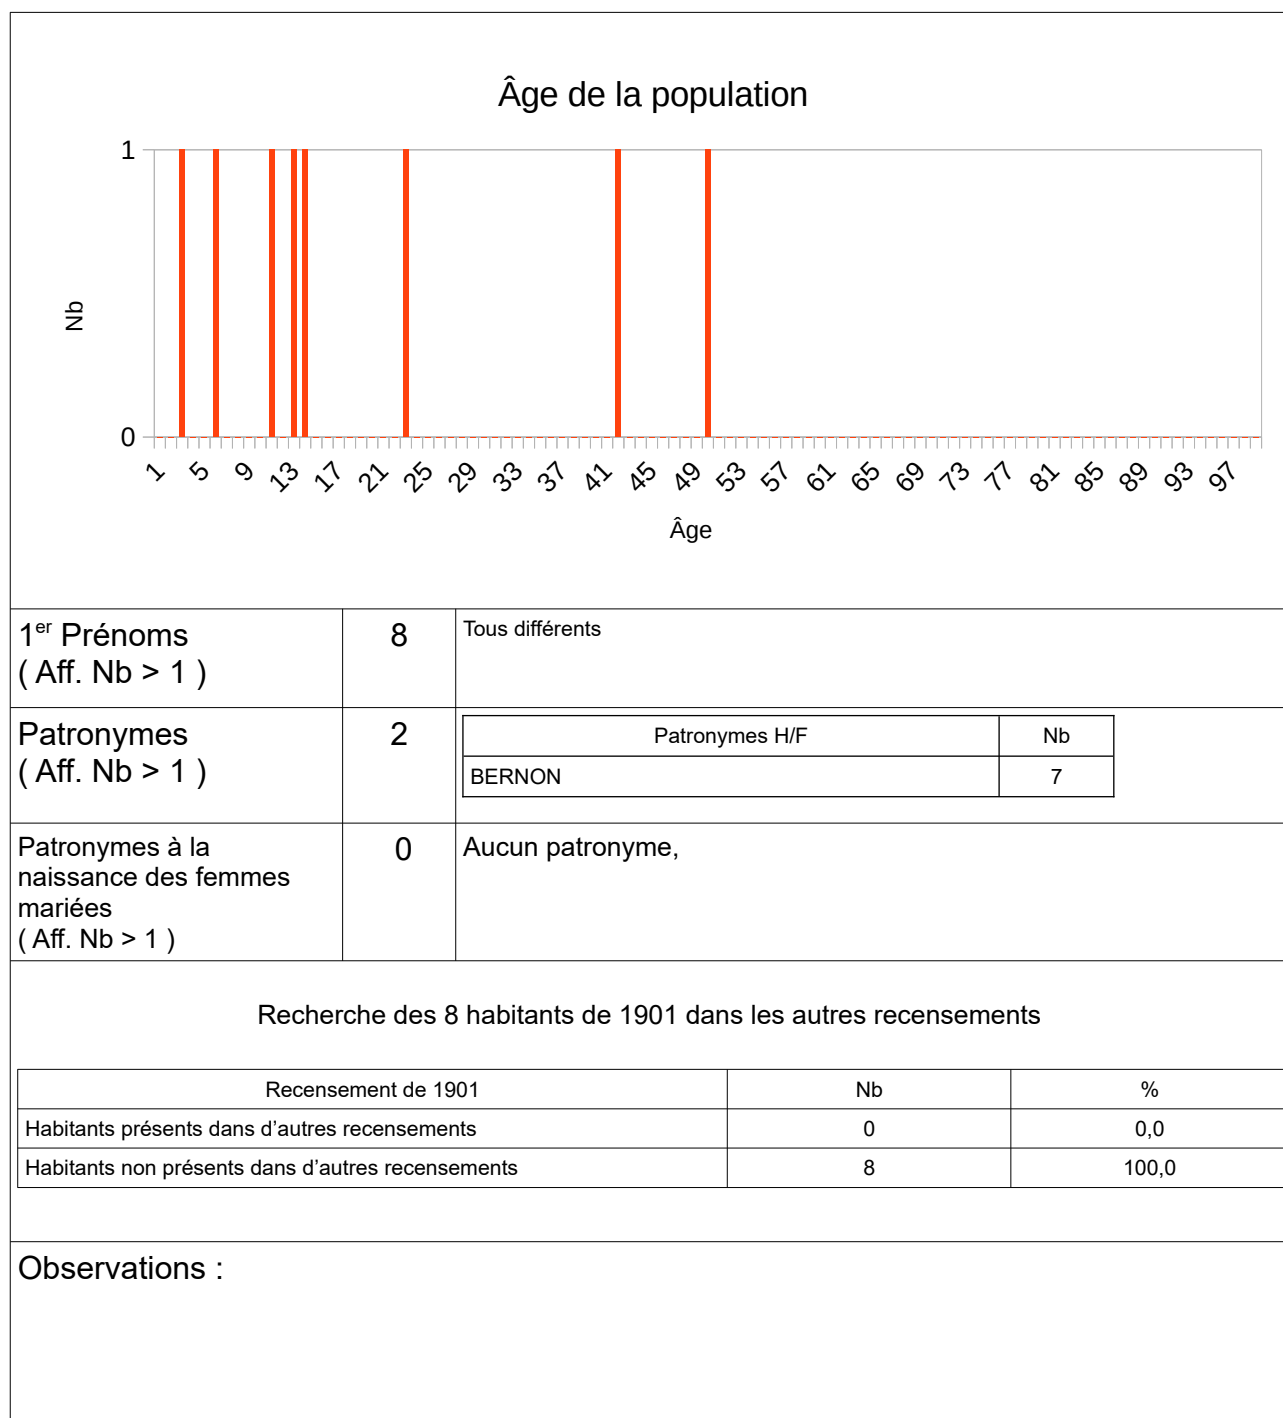 Âge de la population
1
Nb
0
1 5 9 13 17 21 25 29 33 37 41 45 49 53 57 61 65 69 73 77 81 85 89 93 97
Âge
1er Prénoms 8 Tous différents
( Aff. Nb > 1 )
Patronymes 2 Patronymes H/F Nb
( Aff. Nb > 1 ) BERNON 7
Patronymes à la 0 Aucun patronyme,
naissance des femmes
mariées
( Aff. Nb > 1 )
Recherche des 8 habitants de 1901 dans les autres recensements
Recensement de 1901 Nb %
Habitants présents dans d’autres recensements 0 0,0
Habitants non présents dans d’autres recensements 8 100,0
Observations :